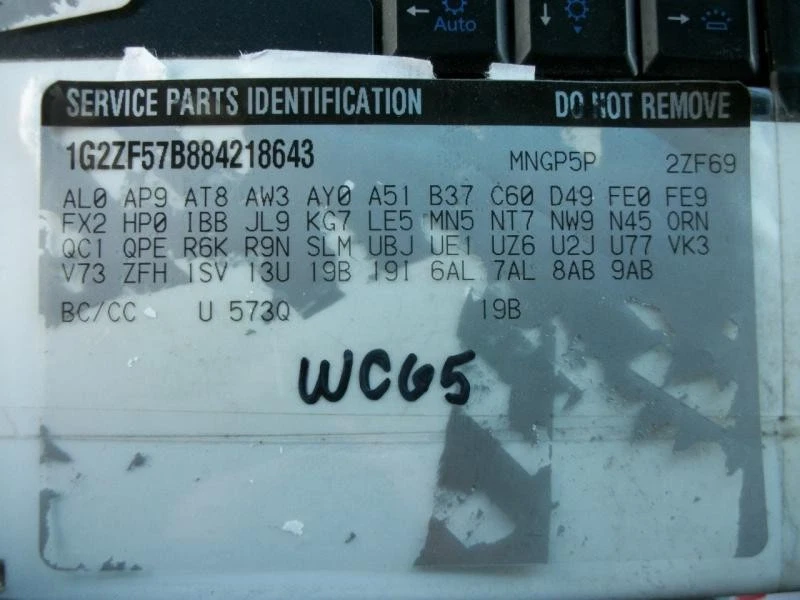 Auto
SERVICE PARTS IDENTIFICATION DO NOT REMOVE
1G2ZF57B884218643 MNGP5P 2ZF69
AL0 AP9 AT8 AW3 AY0 A51 B37 C60 D49 FE0 FE9
FX2 HP0 IBB JL9 KG7 LE5 MN5 NT7 NW9 N45 ORN
QC1 QPE R6K R9N SLM UBJ UE1 UZ6 U2J U77 VK3
V73 ZFH 1SV 13U 19B 19I 6AL 7AL 8AB 9AB
BC/CC U 573Q 19B
WCG5